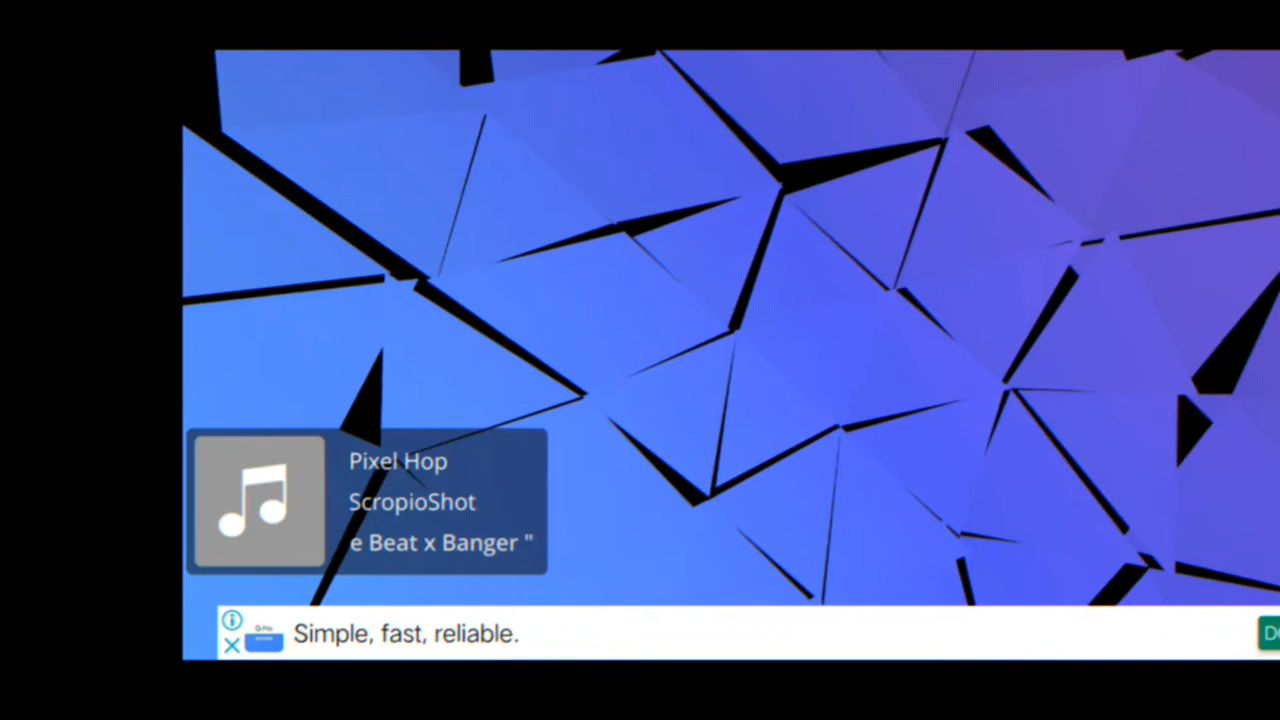 Pixel Hop
ScropioShot
e Beat x Banger "
Simple, fast, reliable.